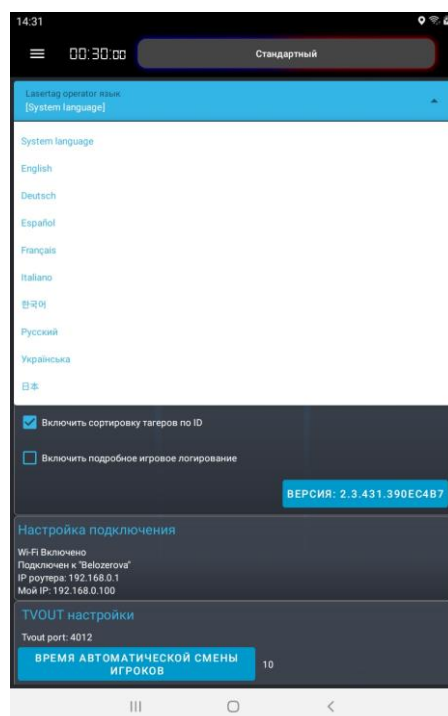 14:31
00:30:00
Стандартный
Lasertag operator язык
[System language]
System language
English
Deutsch
Español
Français
Italiano
한국어
Русский
Українська
日本
Включить сортировку тагеров по ID
Включить подробное игровое логирование
ВЕРСИЯ: 2.3.431.390EC4B7
Настройка подключения
Wi-Fi Включено
Подключен к "Belozerova"
IP роутера: 192.168.0.1
Мой IP: 192.168.0.100
TVOUT настройки
Tvout port: 4012
ВРЕМЯ АВТОМАТИЧЕСКОЙ СМЕНЫ
ИГРОКОВ
10